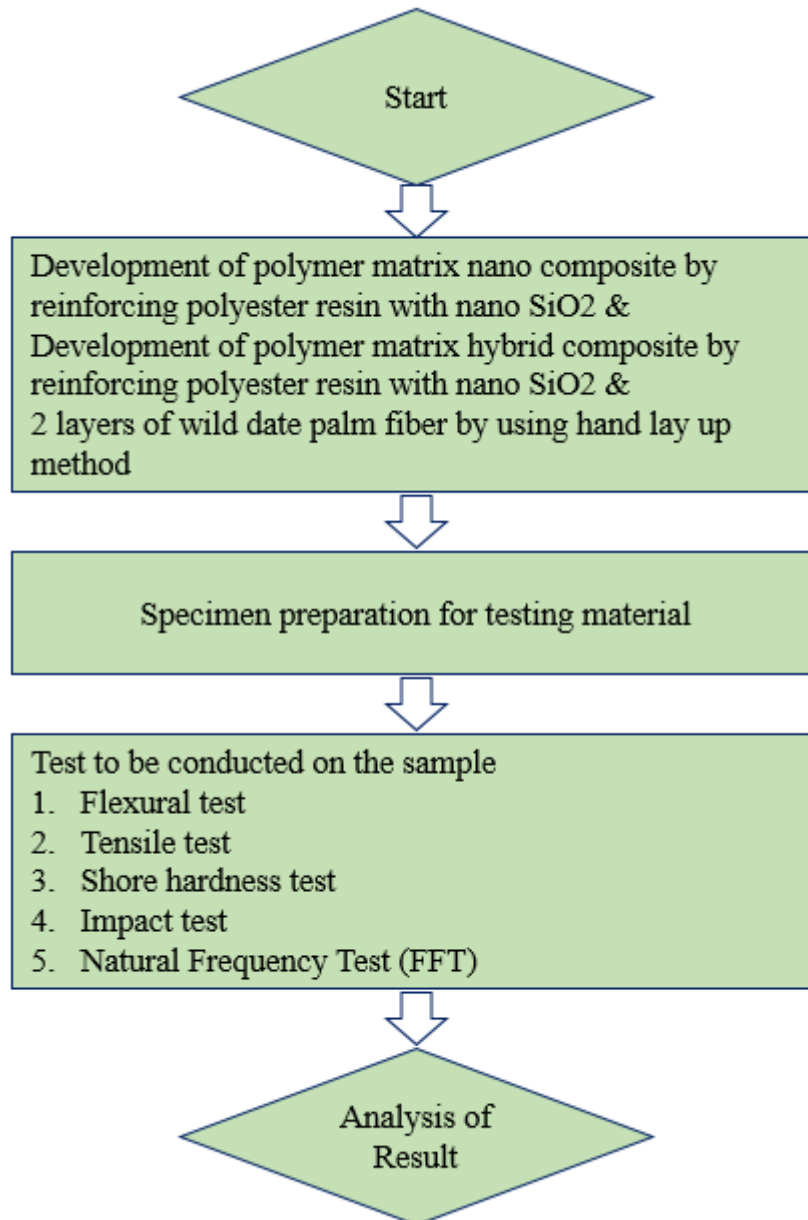 Start
Development of polymer matrix nano composite by
reinforcing polyester resin with nano SiO2 &
Development of polymer matrix hybrid composite by
reinforcing polyester resin with nano SiO2 &
2 layers of wild date palm fiber by using hand lay up
method
Specimen preparation for testing material
Test to be conducted on the sample
1. Flexural test
2. Tensile test
3. Shore hardness test
4. Impact test
5. Natural Frequency Test (FFT)
Analysis of
Result